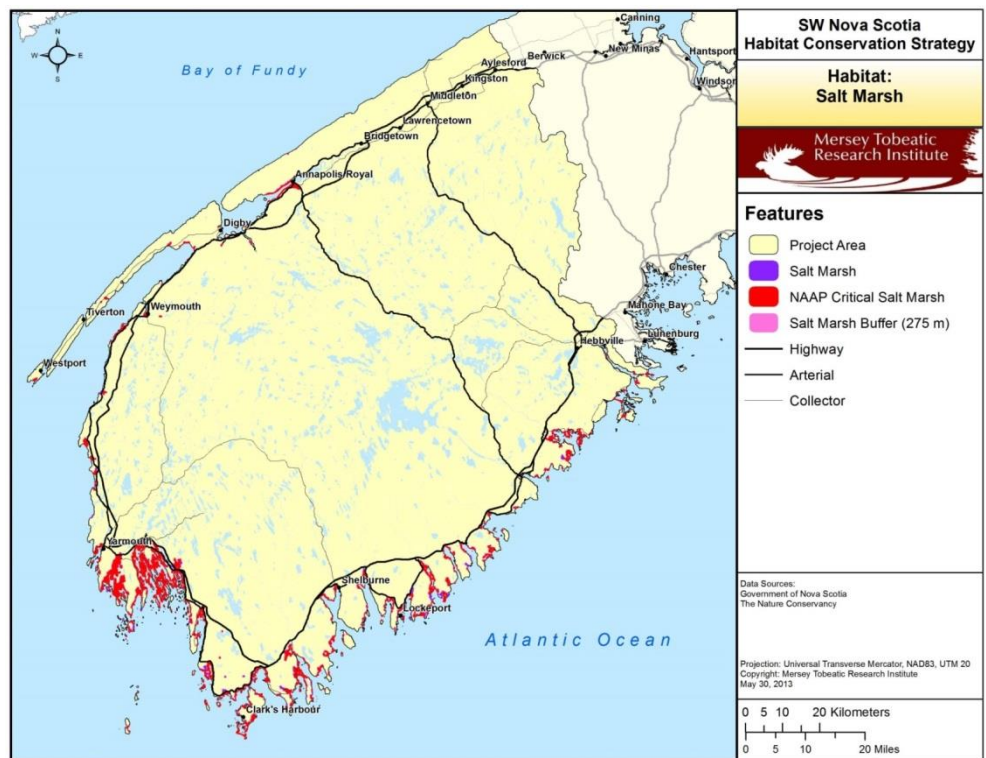 N
W E
S
Bay of Fundy
Canning
New Minas
Hantsport
Berwick
Aylesford
Windsor
Kingston
Middleton
Lawrencetown
Bridgetown
Annapolis Royal
Digby
Chester
Mahone Bay
Tiverton
Weymouth
Lunenburg
Hebbville
Westport
Yarmouth
Shelburne
Lockeport
Atlantic Ocean
Clark's Harbour
SW Nova Scotia
Habitat Conservation Strategy
Habitat:
Salt Marsh
Mersey Tobeatic
Research Institute
Features
Project Area
Salt Marsh
NAAP Critical Salt Marsh
Salt Marsh Buffer (275 m)
Highway
Arterial
Collector
Data Sources:
Government of Nova Scotia
The Nature Conservancy
Projection: Universal Transverse Mercator, NAD83, UTM 20
Copyright: Mersey Tobeatic Research Institute
May 30, 2013
0 5 10 20 Kilometers
0 5 10 20 Miles